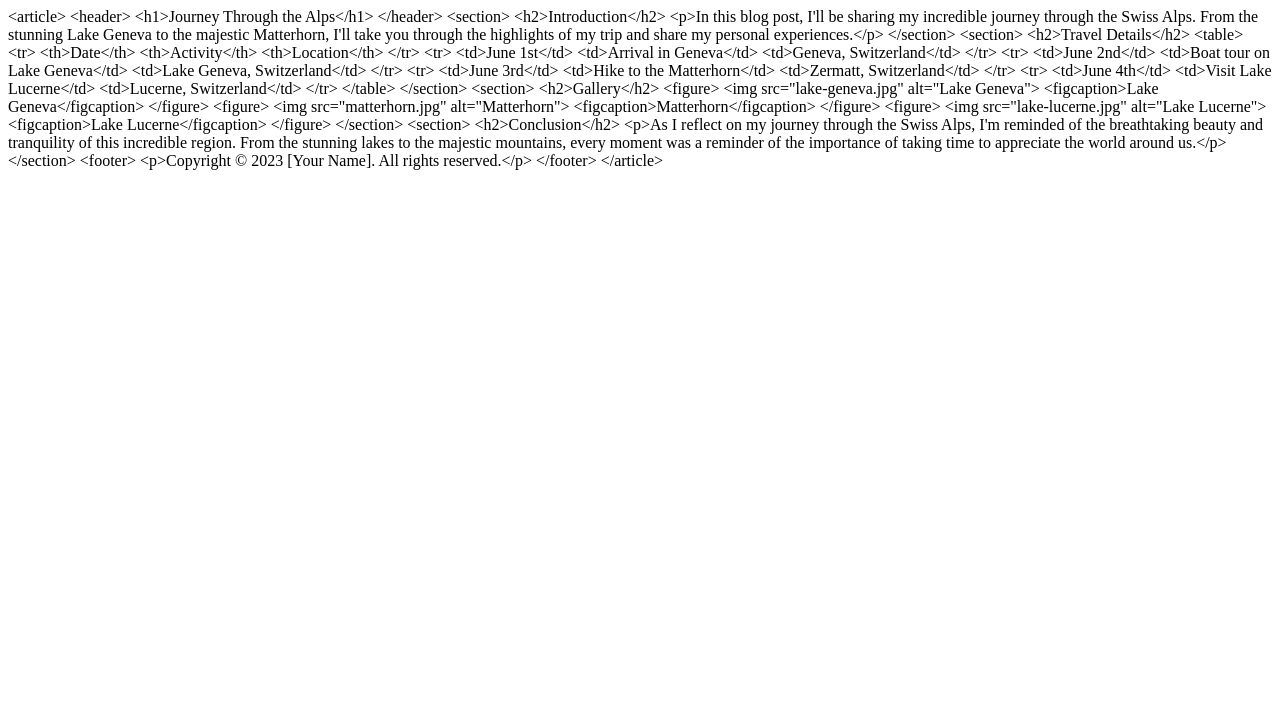 <article> <header> <h1>Journey Through the Alps</h1> </header> <section> <h2>Introduction</h2> <p>In this blog post, I'll be sharing my incredible journey through the Swiss Alps. From the
stunning Lake Geneva to the majestic Matterhorn, I'll take you through the highlights of my trip and share my personal experiences.</p> </section> <section> <h2>Travel Details</h2> <table>
<tr> <th>Date</th> <th>Activity</th> <th>Location</th> </tr> <tr> <td>June 1st</td> <td>Arrival in Geneva</td> <td>Geneva, Switzerland</td> </tr> <tr> <td>June 2nd</td> <td>Boat tour on
Lake Geneva</td> <td>Lake Geneva, Switzerland</td> </tr> <tr> <td>June 3rd</td> <td>Hike to the Matterhorn</td> <td>Zermatt, Switzerland</td> </tr> <tr> <td>June 4th</td> <td>Visit Lake
Lucerne</td> <td>Lucerne, Switzerland</td> </tr> </table> </section> <section> <h2>Gallery</h2> <figure> <img src="lake-geneva.jpg" alt="Lake Geneva"> <figcaption>Lake
Geneva</figcaption> </figure> <figure> <img src="matterhorn.jpg" alt="Matterhorn"> <figcaption>Matterhorn</figcaption> </figure> <figure> <img src="lake-lucerne.jpg" alt="Lake Lucerne">
<figcaption>Lake Lucerne</figcaption> </figure> </section> <section> <h2>Conclusion</h2> <p>As I reflect on my journey through the Swiss Alps, I'm reminded of the breathtaking beauty and
tranquility of this incredible region. From the stunning lakes to the majestic mountains, every moment was a reminder of the importance of taking time to appreciate the world around us.</p>
</section> <footer> <p>Copyright © 2023 [Your Name]. All rights reserved.</p> </footer> </article>